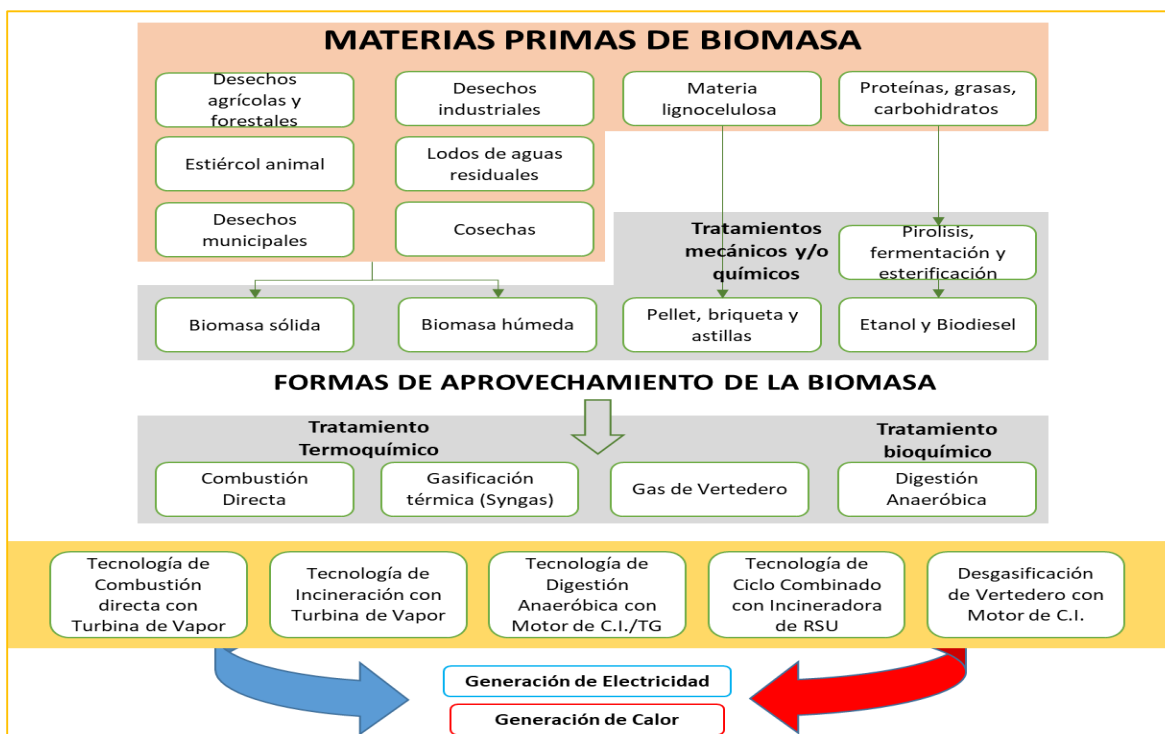 MATERIAS PRIMAS DE BIOMASA
Desechos
agrícolas y
forestales
Desechos
industriales
Materia
lignocelulosa
Proteínas, grasas,
carbohidratos
Estiércol animal
Lodos de aguas
residuales
Desechos
municipales
Cosechas
Tratamientos
mecánicos y/o
químicos
Pirolisis,
fermentación y
esterificación
Biomasa sólida
Biomasa húmeda
Pellet, briqueta y
astillas
Etanol y Biodiesel
FORMAS DE APROVECHAMIENTO DE LA BIOMASA
Tratamiento
Termoquímico
Tratamiento
bioquímico
Combustión
Directa
Gasificación
térmica (Syngas)
Gas de Vertedero
Digestión
Anaeróbica
Tecnología de
Combustión
directa con
Turbina de Vapor
Tecnología de
Incineración con
Turbina de Vapor
Tecnología de
Digestión
Anaeróbica con
Motor de C.I./TG
Tecnología de
Ciclo Combinado
con Incineradora
de RSU
Desgasificación
de Vertedero con
Motor de C.I.
Generación de Electricidad
Generación de Calor